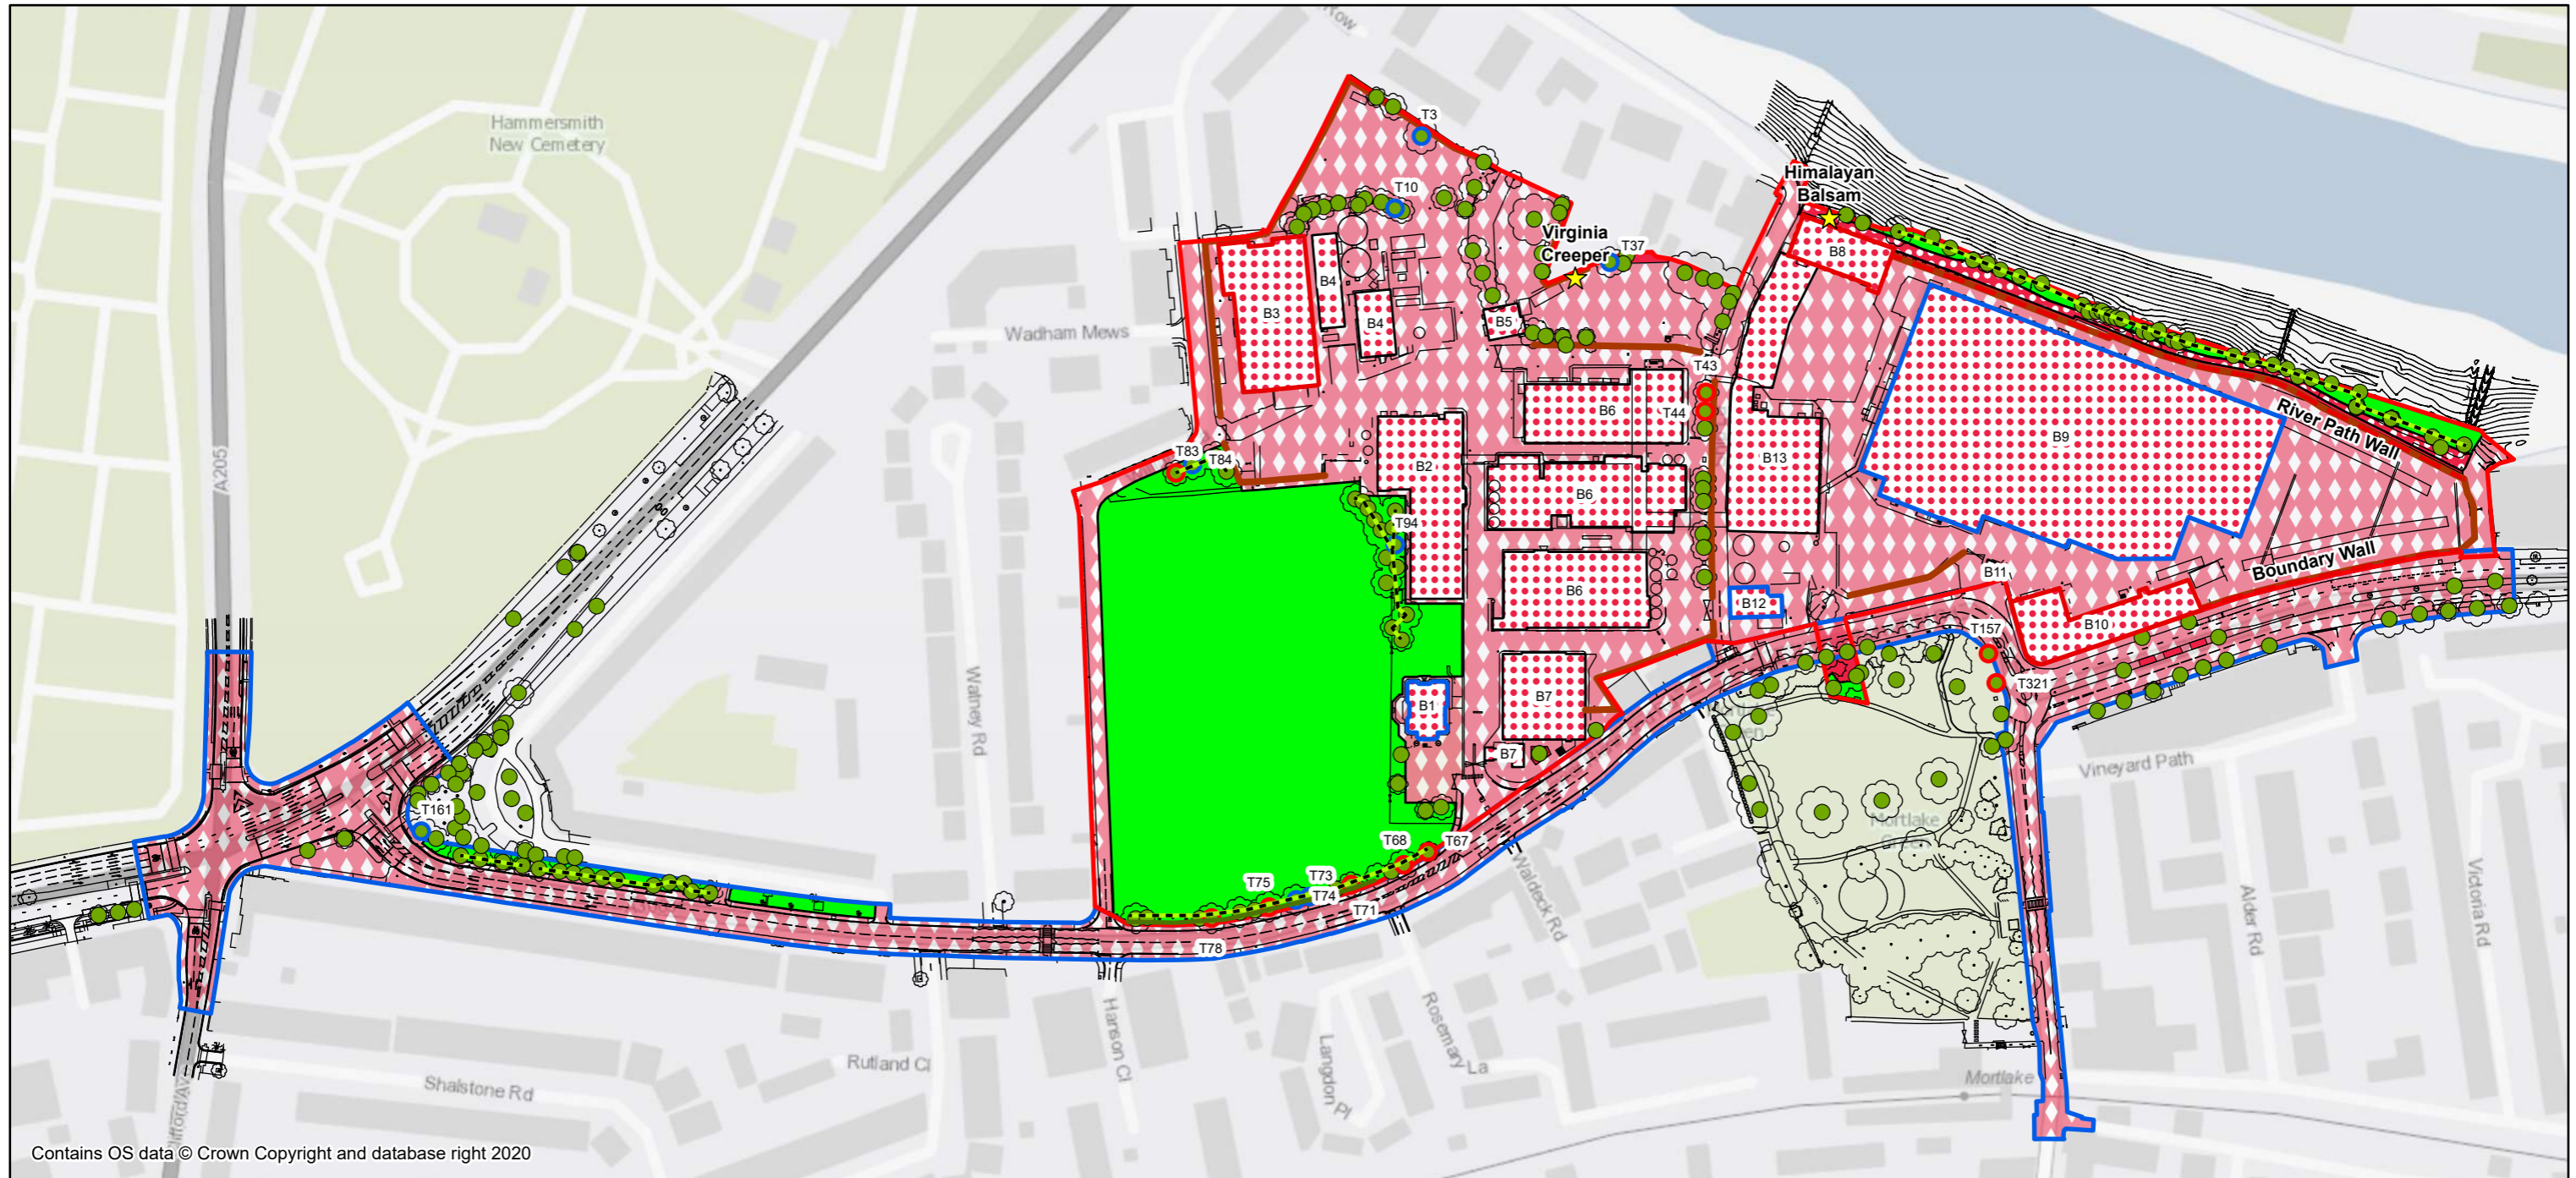 Row
Hammersmith
New Cemetery
T3
T10
Himalayan
Balsam
Virginia
Creeper
T37
B8
B4
B3
B4
B5
Wadham Mews
T43
B6
T44
River Path Wall
B9
A205
T83
T84
B2
B13
B6
T94
Boundary Wall
B11
B6
B12
B10
T157
T321
B1
B7
Watney Rd
B7
Vineyard Path
T161
Mortlake
Green
T68
T67
T73
T75
T74
T71
T78
Waldeck Rd
Alder Rd
Victoria Rd
Hanson Cl
Rosemary La
Langdon Pl
Rutland Cl
Shalstone Rd
Mortlake
Contains OS data © Crown Copyright and database right 2020